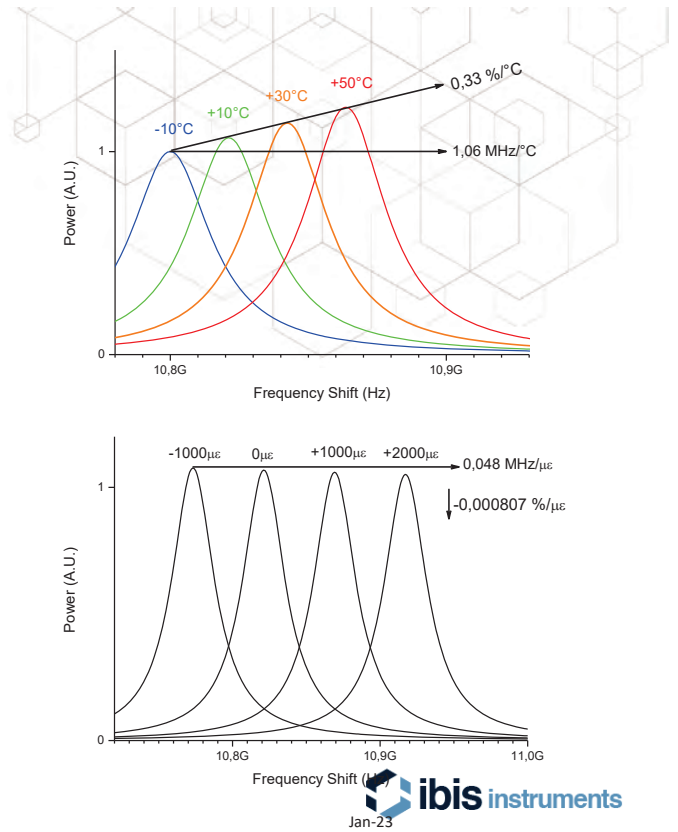 +50°C
0,33 %/°C
+30°C
+10°C
-10°C
1
1,06 MHz/°C
Power (A.U.)
0
10,8G
10,9G
Frequency Shift (Hz)
-1000µε
0µε
+1000µε
+2000µε
0,048 MHz/µε
1
-0,000807 %/µε
Power (A.U.)
0
10,8G
10,9G
11,0G
Frequency Shift (Hz)
ibis instruments
Jan-23